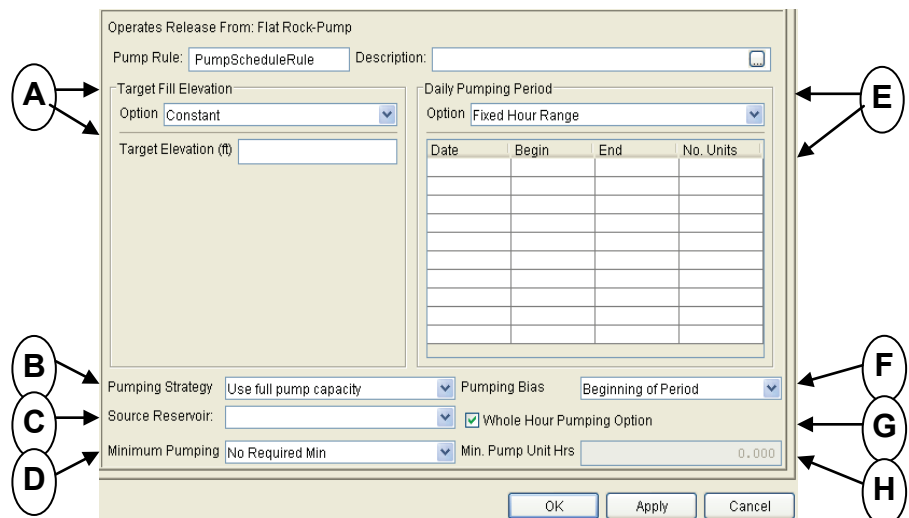 Operates Release From: Flat Rock-Pump
Pump Rule: PumpScheduleRule Description: ...
A
E
Target Fill Elevation Daily Pumping Period
Option Constant Option Fixed Hour Range
Target Elevation (ft) Date Begin End No. Units
B
F
Pumping Strategy Use full pump capacity Pumping Bias Beginning of Period
C
G
Source Reservoir: Whole Hour Pumping Option
D
H
Minimum Pumping No Required Min Min. Pump Unit Hrs 0.000
OK Apply Cancel